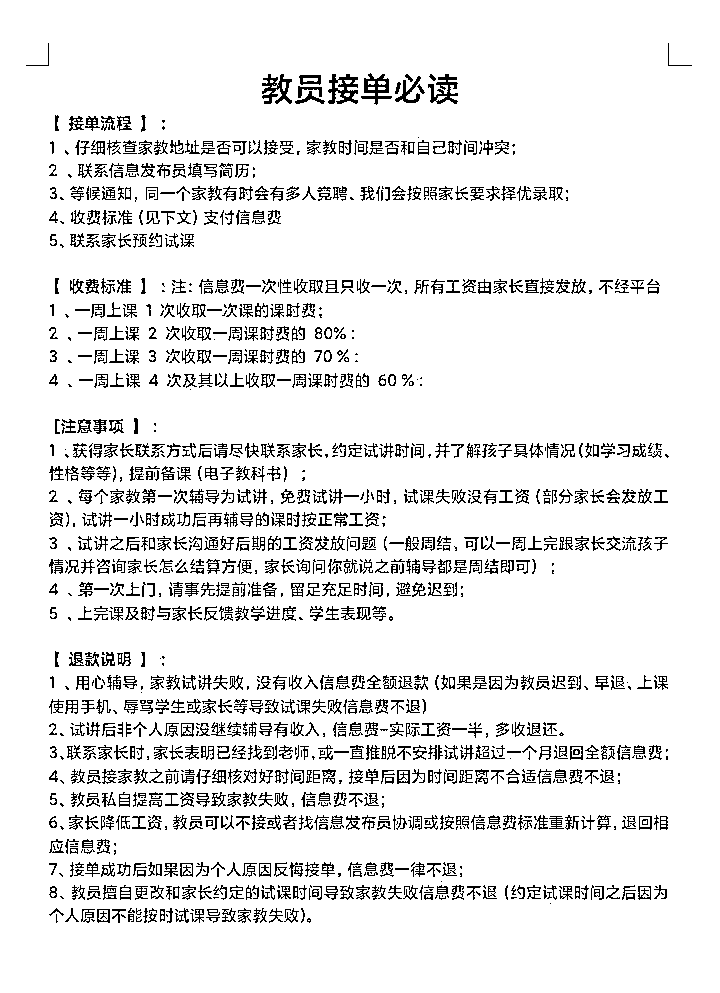 教员接单必读
【 接单流程 】 :
1 、仔细核查家教地址是否可以接受, 家教时间是否和自己时间冲突;
2 、联系信息发布员填写简历;
3、等候通知, 同一个家教有时会有多人竞聘、我们会按照家长要求择优录取;
4、收费标准 (见下文) 支付信息费
5、联系家长预约试课
【 收费标准 】 : 注: 信息费一次性收取且只收一次, 所有工资由家长直接发放, 不经平台
1 、一周上课 1 次收取一次课的课时费;
2 、一周上课 2 次收取一周课时费的 80% :
3 、一周上课 3 次收取一周课时费的 70 % :
4 、一周上课 4 次及其以上收取一周课时费的 60 % :
[注意事项 】 :
1 、获得家长联系方式后请尽快联系家长, 约定试讲时间, 并了解孩子具体情况(如学习成绩、
性格等等), 提前备课 (电子教科书) ;
2 、每个家教第一次辅导为试讲, 免费试讲一小时, 试课失败没有工资 (部分家长会发放工
资), 试讲一小时成功后再辅导的课时按正常工资;
3 、试讲之后和家长沟通好后期的工资发放问题 (一般周结, 可以一周上完跟家长交流孩子
情况并咨询家长怎么结算方便, 家长询问你就说之前辅导都是周结即可) ;
4 、第一次上门, 请事先提前准备, 留足充足时间, 避免迟到;
5 、上完课及时与家长反馈教学进度、学生表现等。
【 退款说明 】 :
1 、用心辅导, 家教试讲失败, 没有收入信息费全额退款 (如果是因为教员迟到、早退、上课
使用手机、辱骂学生或家长等导致试课失败信息费不退)
2、试讲后非个人原因没继续辅导有收入, 信息费-实际工资一半, 多收退还。
3、联系家长时, 家长表明已经找到老师, 或一直推脱不安排试讲超过一个月退回全额信息费;
4、教员接家教之前请仔细核对好时间距离, 接单后因为时间距离不合适信息费不退;
5、教员私自提高工资导致家教失败, 信息费不退;
6、家长降低工资, 教员可以不接或者找信息发布员协调或按照信息费标准重新计算, 退回相
应信息费;
7、接单成功后如果因为个人原因反悔接单, 信息费一律不退;
8、教员擅自更改和家长约定的试课时间导致家教失败信息费不退 (约定试课时间之后因为
个人原因不能按时试课导致家教失败)。